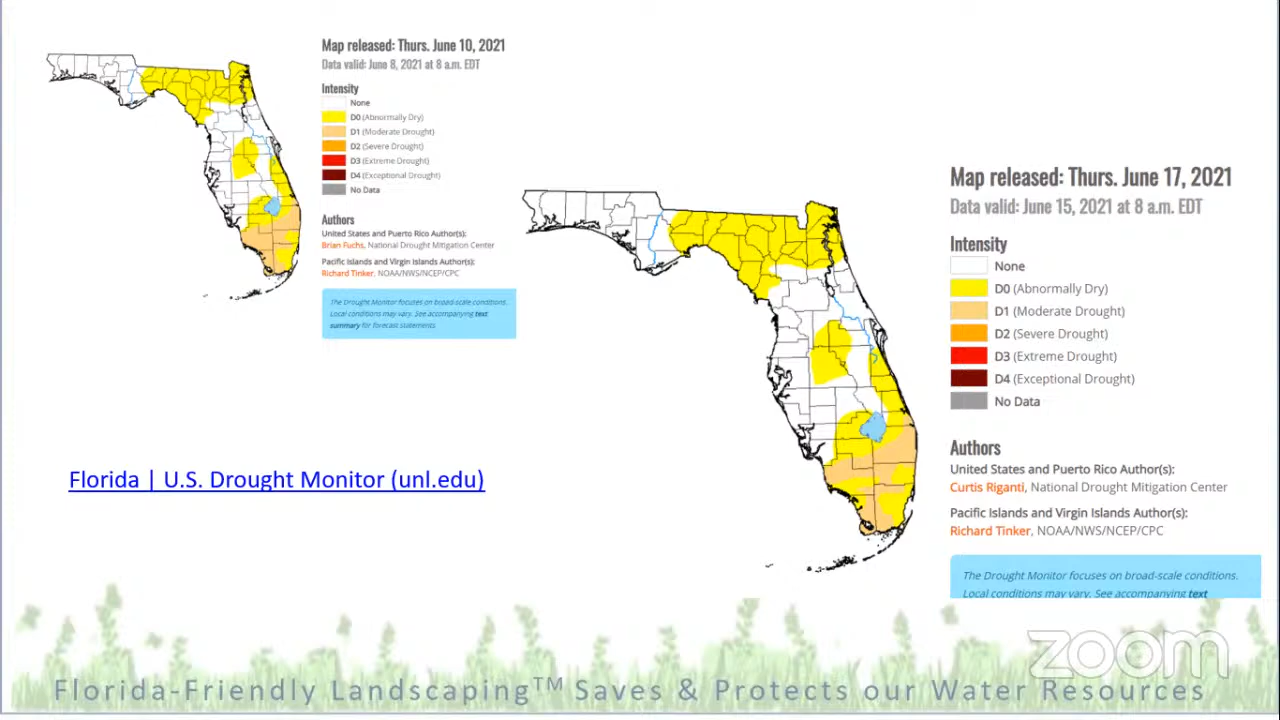 Map released: Thurs. June 10, 2021
Data valid: June 8, 2021 at 8 a.m. EDT
Intensity
None
D0 (Abnormally Dry)
D1 (Moderate Drought)
D2 (Severe Drought)
D3 (Extreme Drought)
D4 (Exceptional Drought)
No Data
Authors
United States and Puerto Rico Author(s):
Brian Fuchs, National Drought Mitigation Center
Pacific Islands and Virgin Islands Author(s):
Richard Tinker, NOAA/NWS/NCEP/CPC
The Drought Monitor focuses on broad-scale conditions.
Local conditions may vary. See accompanying text
summary for forecast statements.
Map released: Thurs. June 17, 2021
Data valid: June 15, 2021 at 8 a.m. EDT
Intensity
None
D0 (Abnormally Dry)
D1 (Moderate Drought)
D2 (Severe Drought)
D3 (Extreme Drought)
D4 (Exceptional Drought)
No Data
Authors
United States and Puerto Rico Author(s):
Curtis Riganti, National Drought Mitigation Center
Pacific Islands and Virgin Islands Author(s):
Richard Tinker, NOAA/NWS/NCEP/CPC
The Drought Monitor focuses on broad-scale conditions.
Local conditions may vary. See accompanying text
Florida | U.S. Drought Monitor (unl.edu)
zoom
Florida-Friendly Landscaping™ Saves & Protects our Water Resources